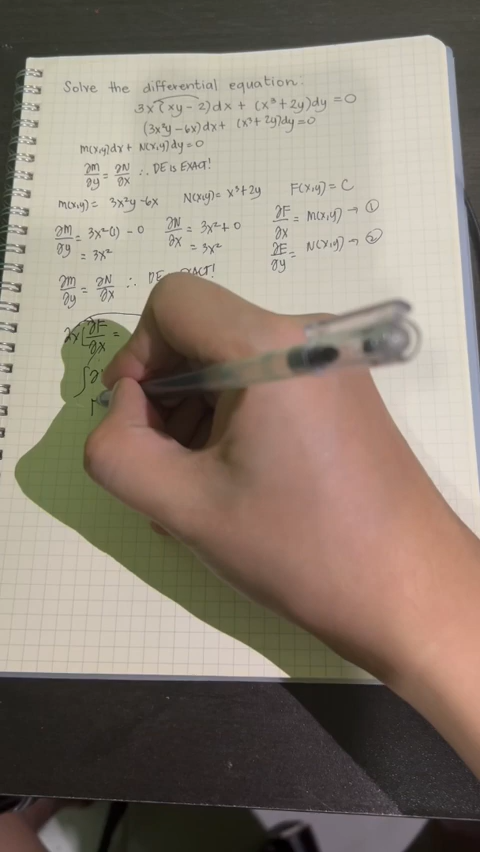 Solve the differential equation:
3x(xy-2)dx + (x³+2y)dy = 0
(3x²y-6x)dx + (x³+2y)dy = 0
M(x,y)dx + N(x,y)dy = 0
∂M/∂y = ∂N/∂x ∴ DE is EXACT!
M(x,y) = 3x²y-6x N(x,y) = x³+2y F(x,y) = C
∂M/∂y = 3x²(1) - 0 ∂N/∂x = 3x² + 0 ∂F/∂x = M(x,y) → ①
= 3x² = 3x² ∂F/∂y = N(x,y) → ②
∂M/∂y = ∂N/∂x ∴ DE EXACT!
∂x[∂F/∂x =
∫∂